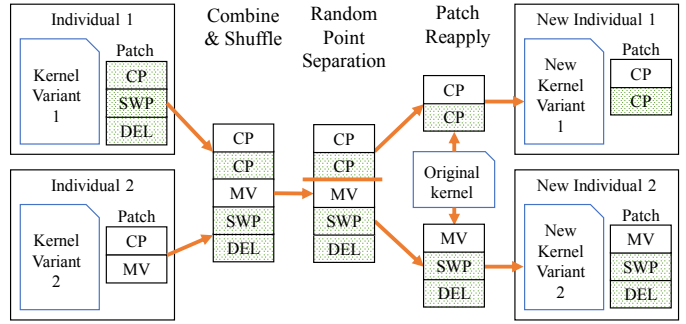 Individual 1
Kernel
Variant
1
Patch
CP
SWP
DEL
Individual 2
Kernel
Variant
2
Patch
CP
MV
Combine
& Shuffle
CP
CP
MV
SWP
DEL
Random
Point
Separation
CP
CP
MV
SWP
DEL
Patch
Reapply
CP
CP
Original
kernel
MV
SWP
DEL
New Individual 1
New
Kernel
Variant
1
Patch
CP
CP
New Individual 2
New
Kernel
Variant
2
Patch
MV
SWP
DEL